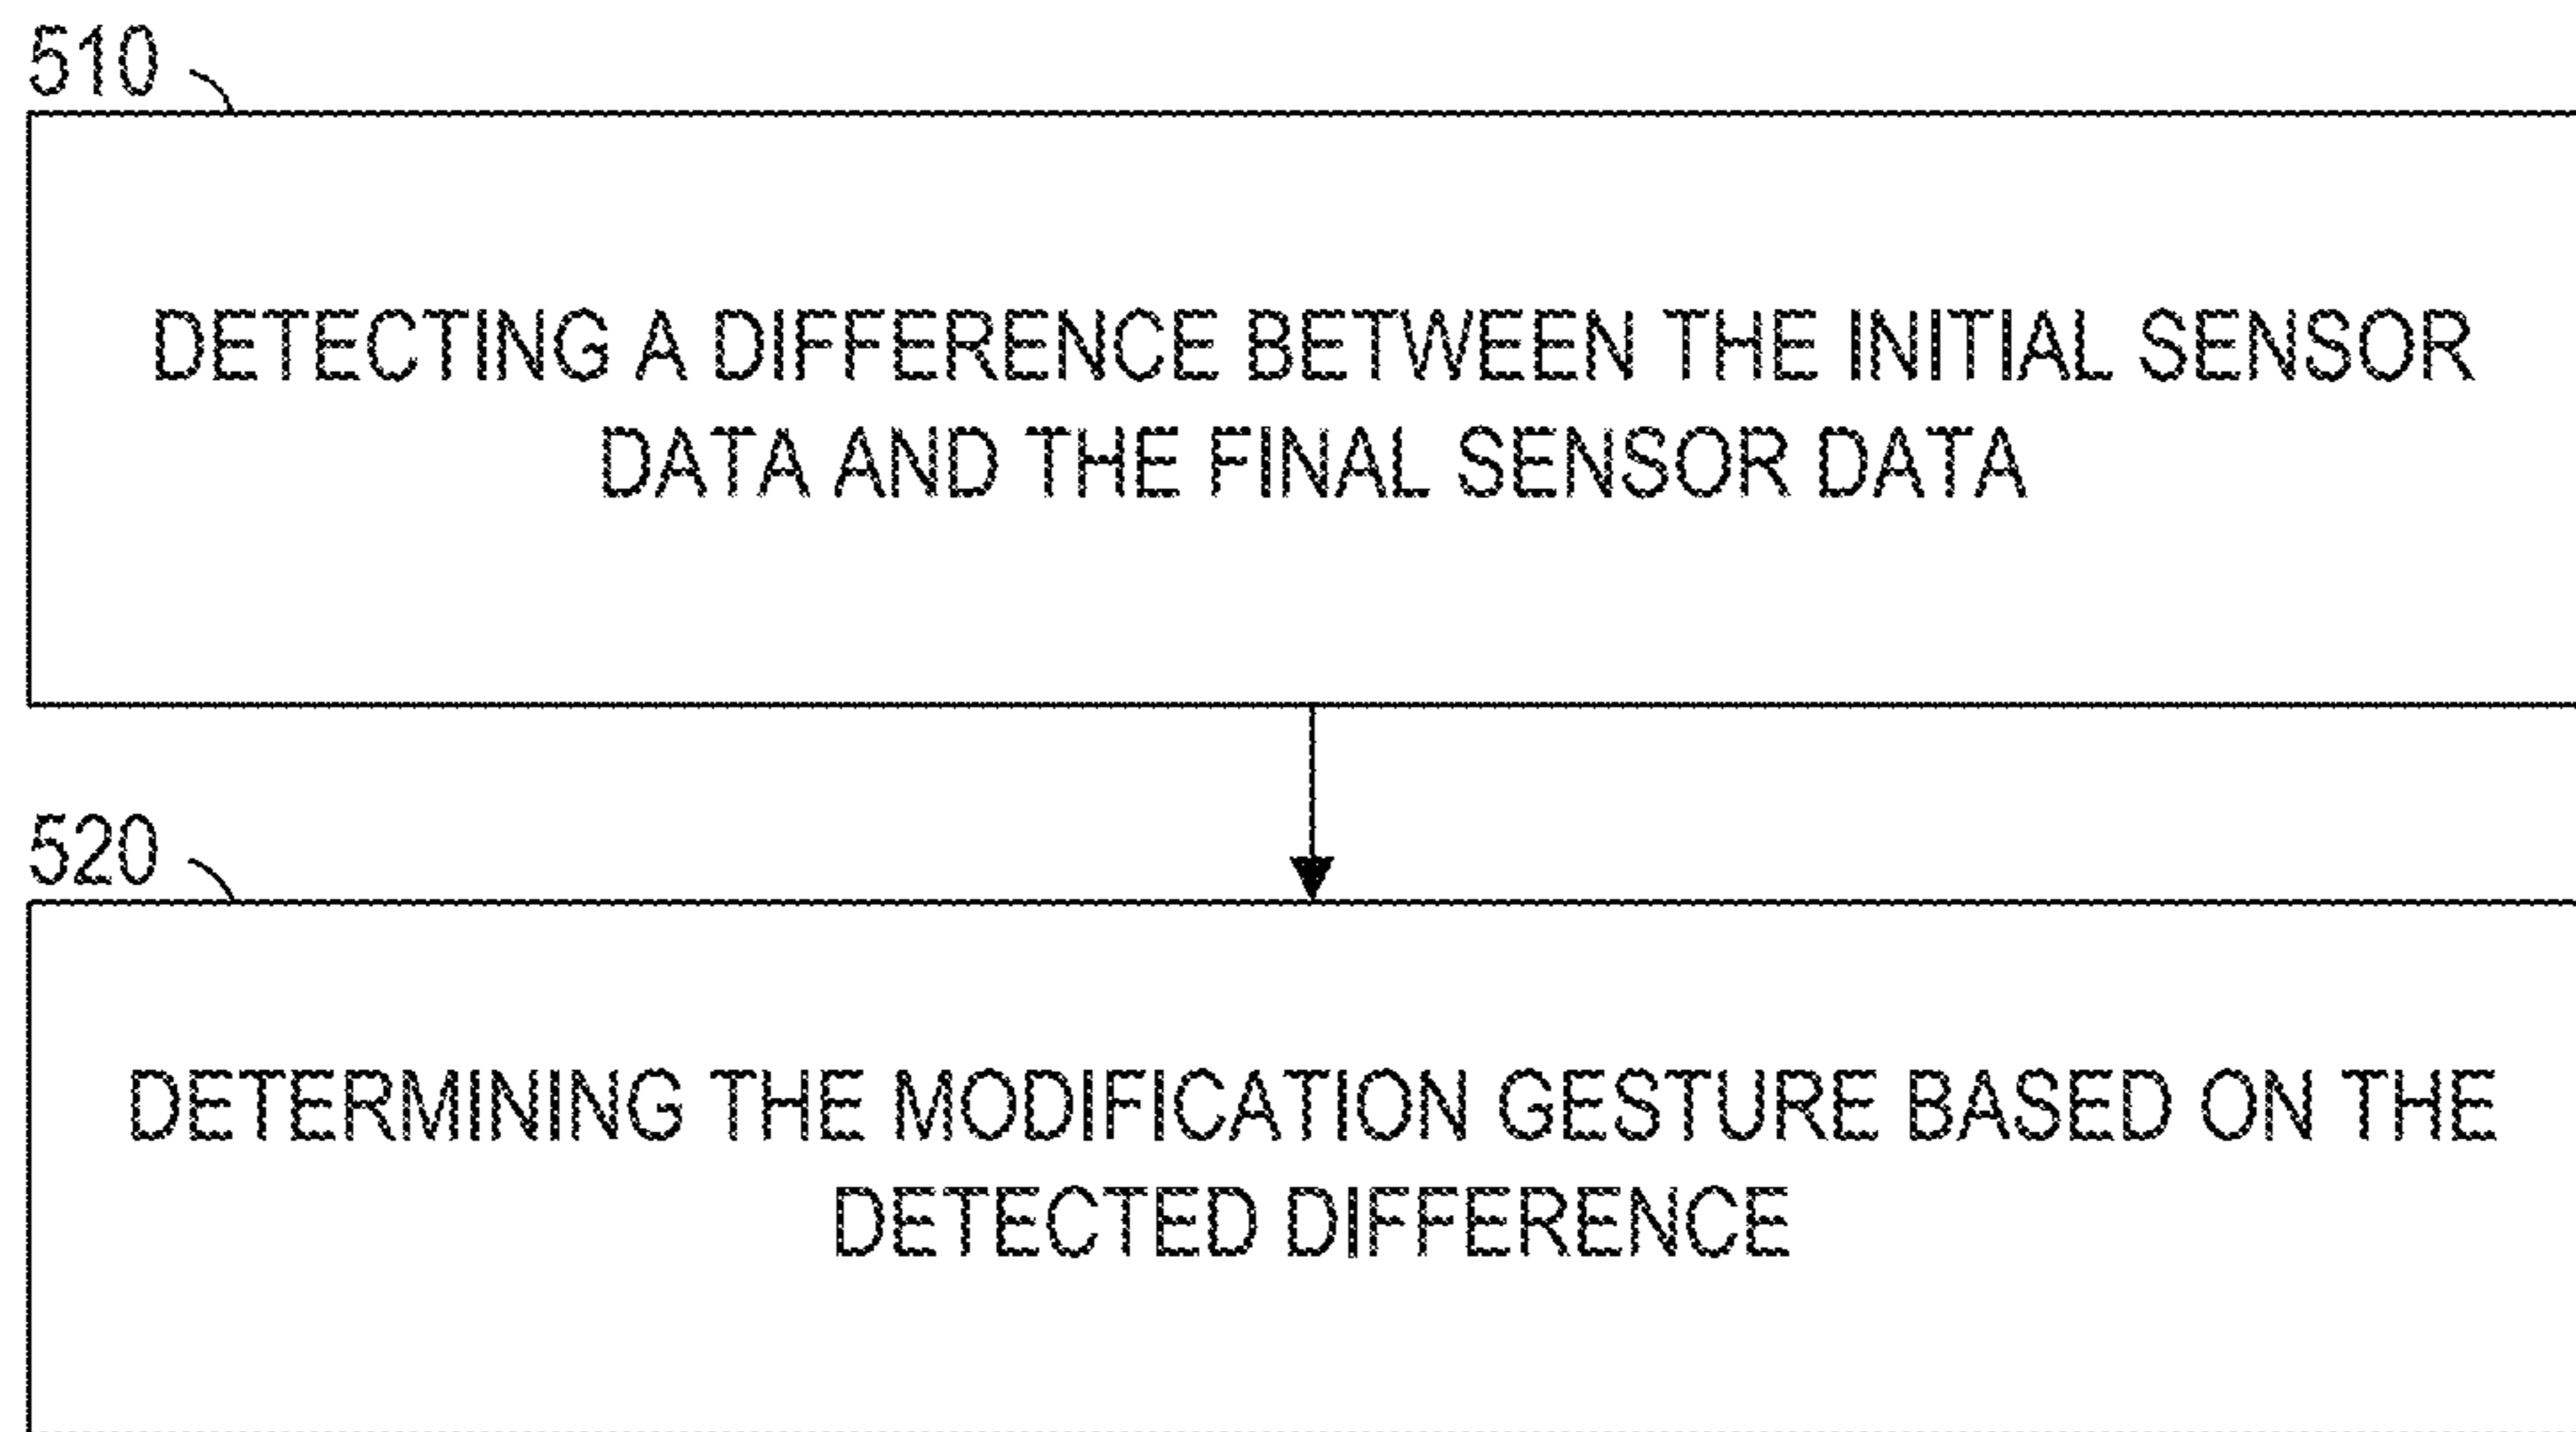 510
DETECTING A DIFFERENCE BETWEEN THE INITIAL SENSOR
DATA AND THE FINAL SENSOR DATA
520
DETERMINING THE MODIFICATION GESTURE BASED ON THE
DETECTED DIFFERENCE